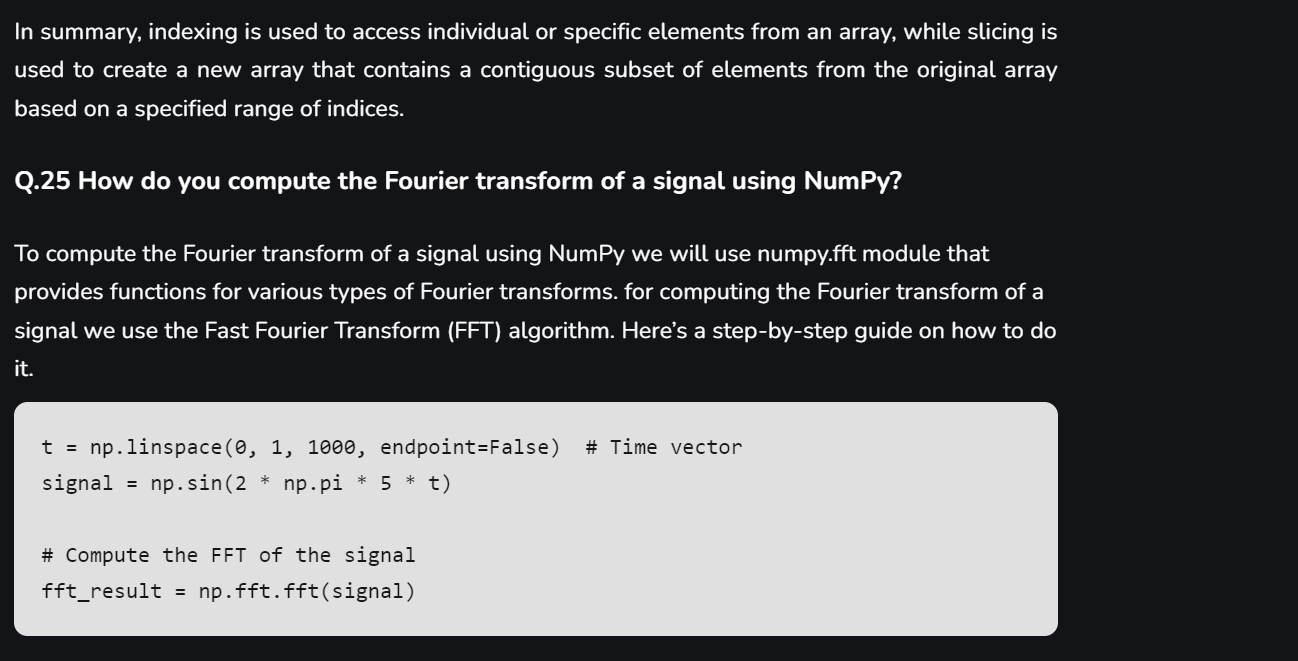 In summary, indexing is used to access individual or specific elements from an array, while slicing is
used to create a new array that contains a contiguous subset of elements from the original array
based on a specified range of indices.
Q.25 How do you compute the Fourier transform of a signal using NumPy?
To compute the Fourier transform of a signal using NumPy we will use numpy.fft module that
provides functions for various types of Fourier transforms. for computing the Fourier transform of a
signal we use the Fast Fourier Transform (FFT) algorithm. Here’s a step-by-step guide on how to do
it.
t = np.linspace(0, 1, 1000, endpoint=False)  # Time vector
signal = np.sin(2 * np.pi * 5 * t)
# Compute the FFT of the signal
fft_result = np.fft.fft(signal)